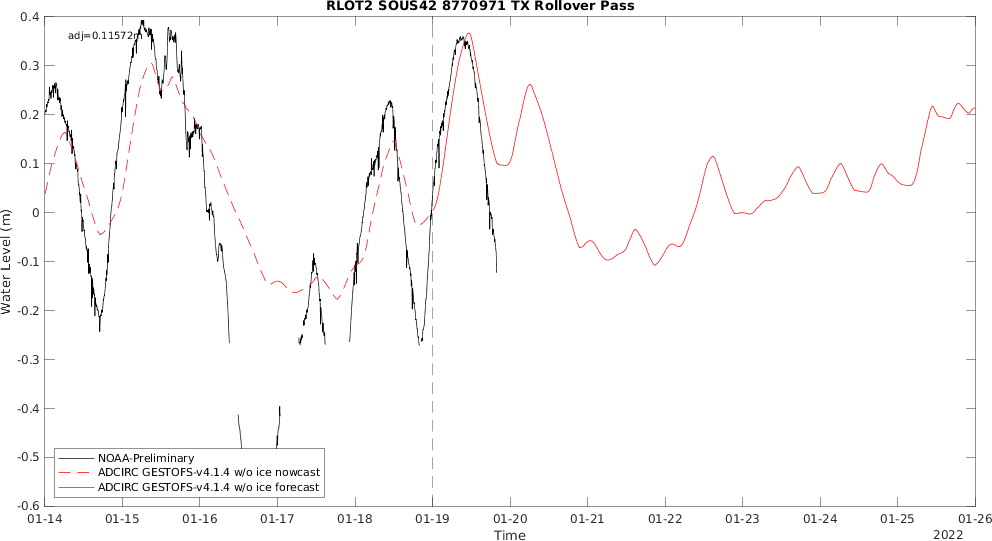 RLOT2 SOUS42 8770971 TX Rollover Pass
adj=0.11572m
0.4
0.3
0.2
0.1
0
-0.1
-0.2
-0.3
-0.4
-0.5
-0.6
Water Level (m)
NOAA-Preliminary
ADCIRC GESTOFS-v4.1.4 w/o ice nowcast
ADCIRC GESTOFS-v4.1.4 w/o ice forecast
01-14 01-15 01-16 01-17 01-18 01-19 01-20 01-21 01-22 01-23 01-24 01-25 01-26
Time
2022